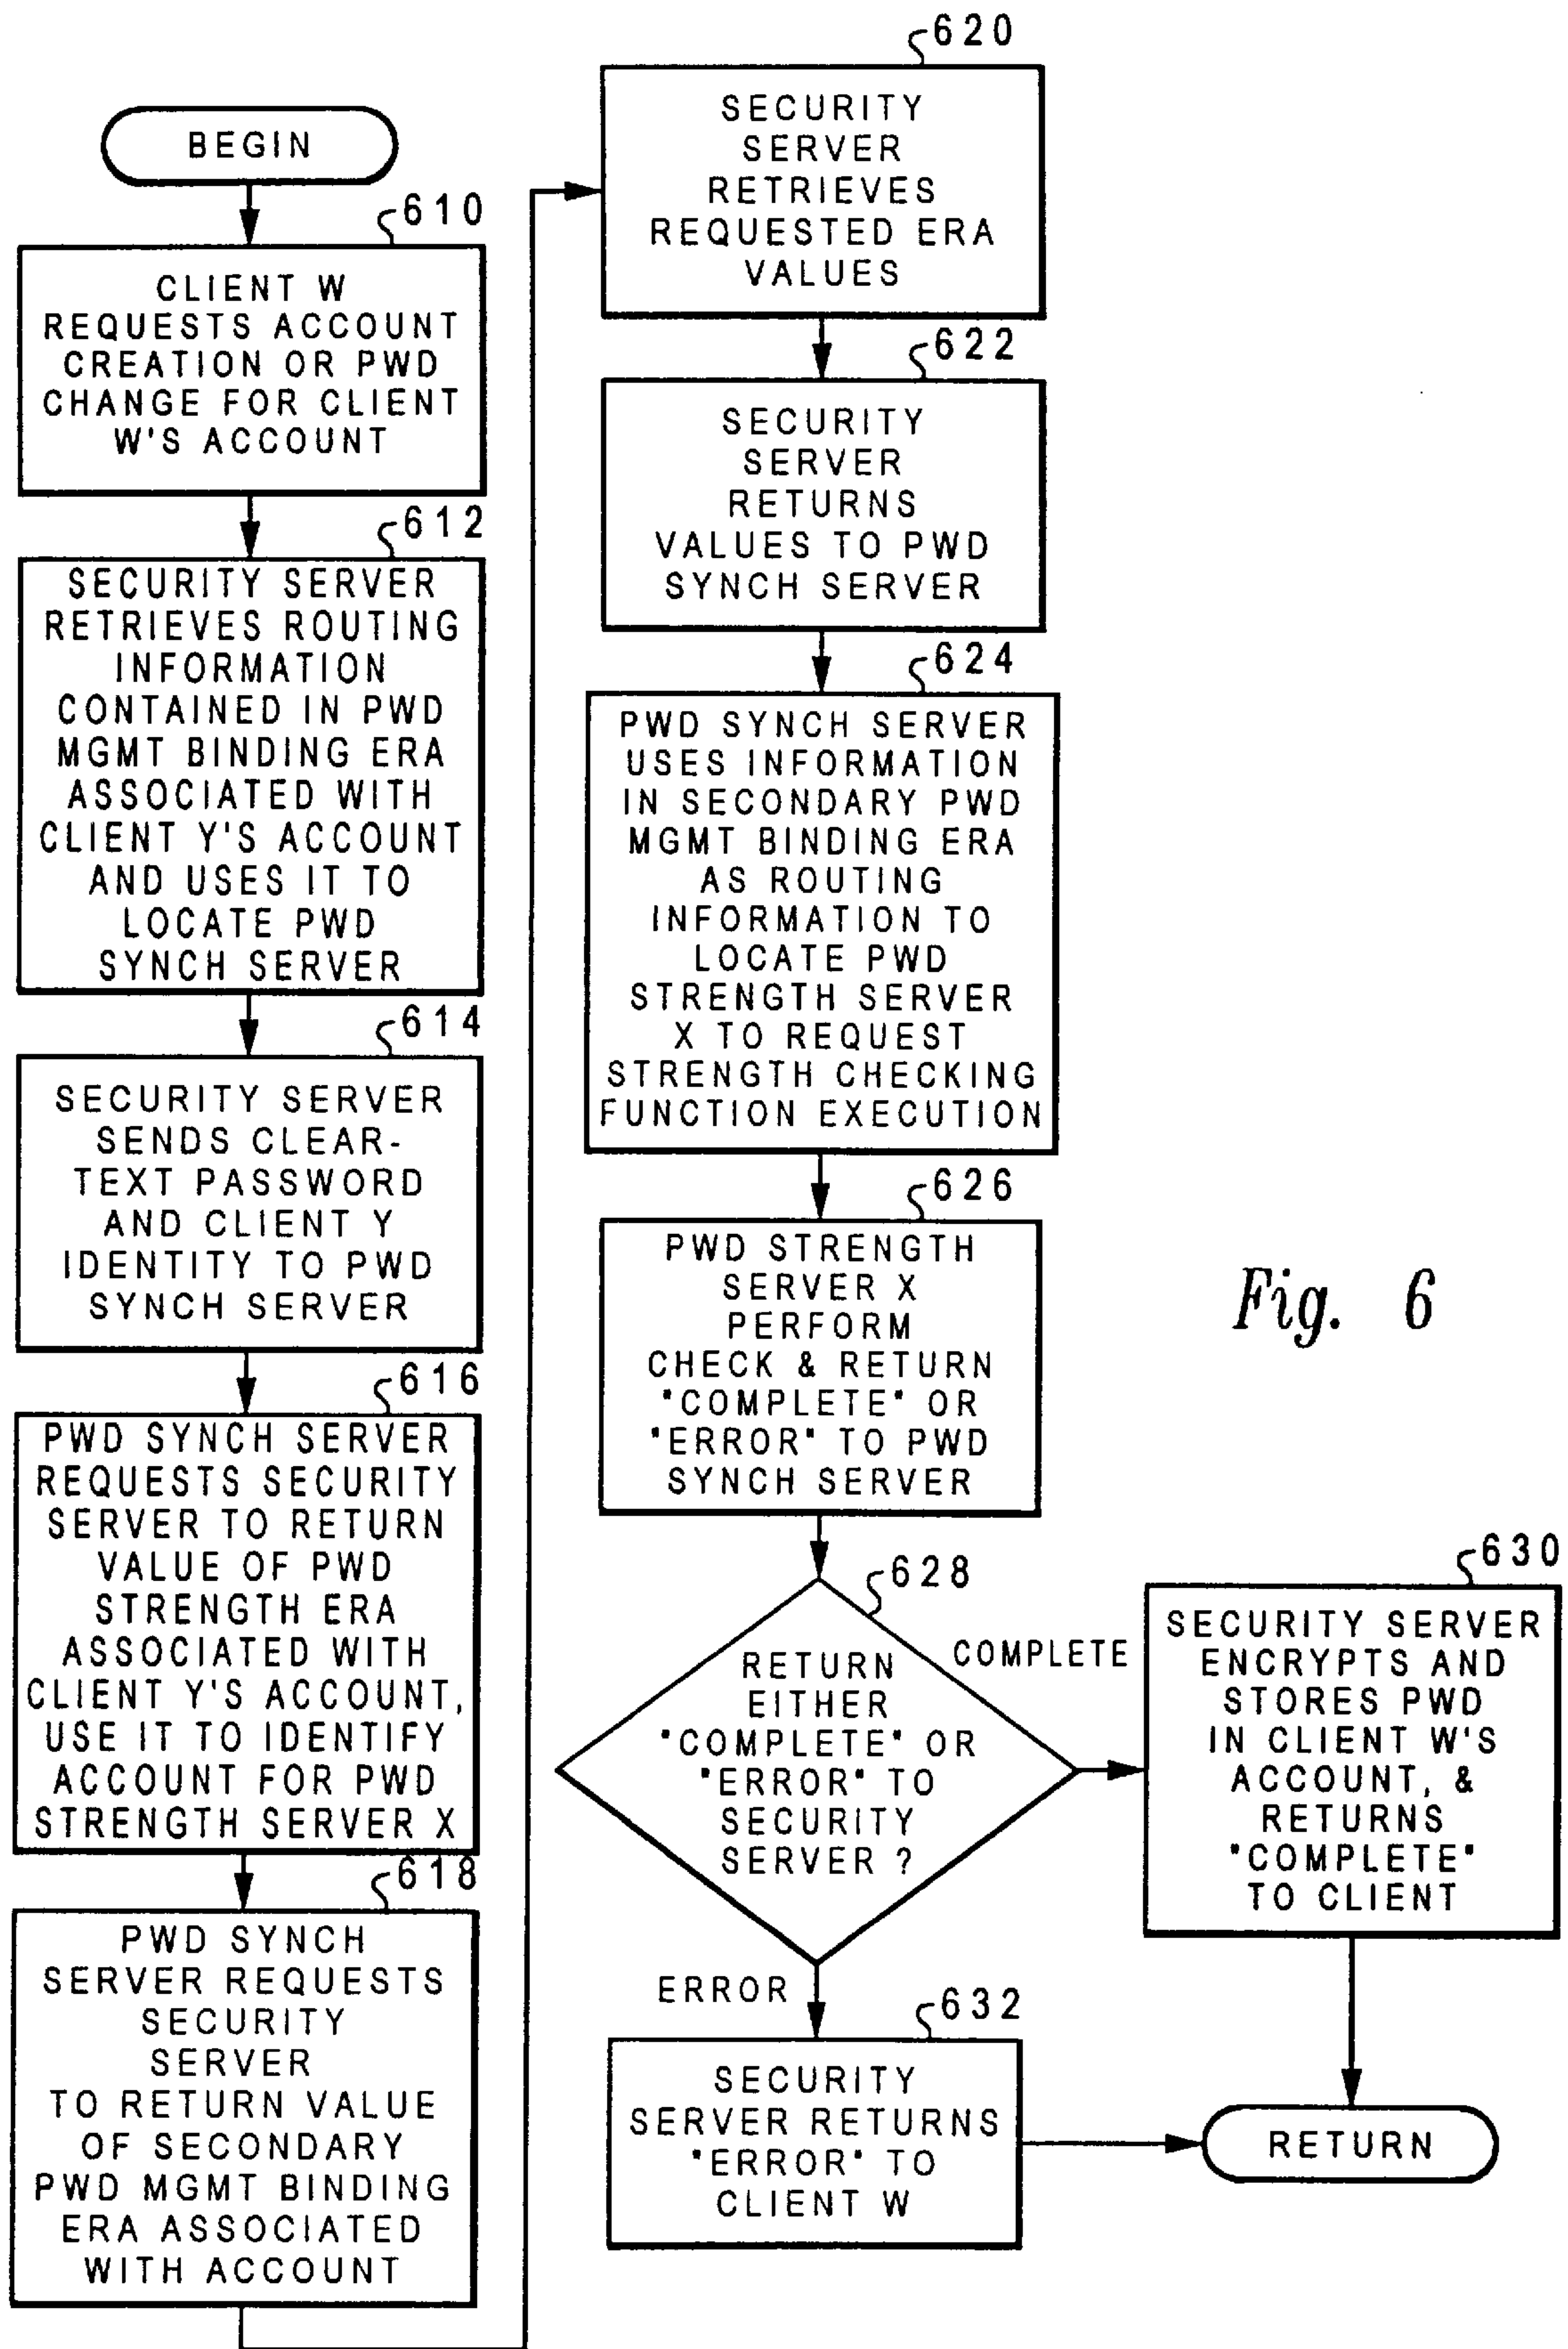 BEGIN
610
CLIENT W
REQUESTS ACCOUNT
CREATION OR PWD
CHANGE FOR CLIENT
W'S ACCOUNT
612
SECURITY SERVER
RETRIEVES ROUTING
INFORMATION
CONTAINED IN PWD
MGMT BINDING ERA
ASSOCIATED WITH
CLIENT Y'S ACCOUNT
AND USES IT TO
LOCATE PWD
SYNCH SERVER
614
SECURITY SERVER
SENDS CLEAR-
TEXT PASSWORD
AND CLIENT Y
IDENTITY TO PWD
SYNCH SERVER
616
PWD SYNCH SERVER
REQUESTS SECURITY
SERVER TO RETURN
VALUE OF PWD
STRENGTH ERA
ASSOCIATED WITH
CLIENT Y'S ACCOUNT,
USE IT TO IDENTIFY
ACCOUNT FOR PWD
STRENGTH SERVER X
618
PWD SYNCH
SERVER REQUESTS
SECURITY
SERVER
TO RETURN VALUE
OF SECONDARY
PWD MGMT BINDING
ERA ASSOCIATED
WITH ACCOUNT
620
SECURITY
SERVER
RETRIEVES
REQUESTED ERA
VALUES
622
SECURITY
SERVER
RETURNS
VALUES TO PWD
SYNCH SERVER
624
PWD SYNCH SERVER
USES INFORMATION
IN SECONDARY PWD
MGMT BINDING ERA
AS ROUTING
INFORMATION TO
LOCATE PWD
STRENGTH SERVER
X TO REQUEST
STRENGTH CHECKING
FUNCTION EXECUTION
626
PWD STRENGTH
SERVER X
PERFORM
CHECK & RETURN
"COMPLETE" OR
"ERROR" TO PWD
SYNCH SERVER
628
RETURN
EITHER
"COMPLETE" OR
"ERROR" TO
SECURITY
SERVER ?
COMPLETE
ERROR
630
SECURITY SERVER
ENCRYPTS AND
STORES PWD
IN CLIENT W'S
ACCOUNT, &
RETURNS
"COMPLETE"
TO CLIENT
632
SECURITY
SERVER RETURNS
"ERROR" TO
CLIENT W
RETURN
Fig. 6